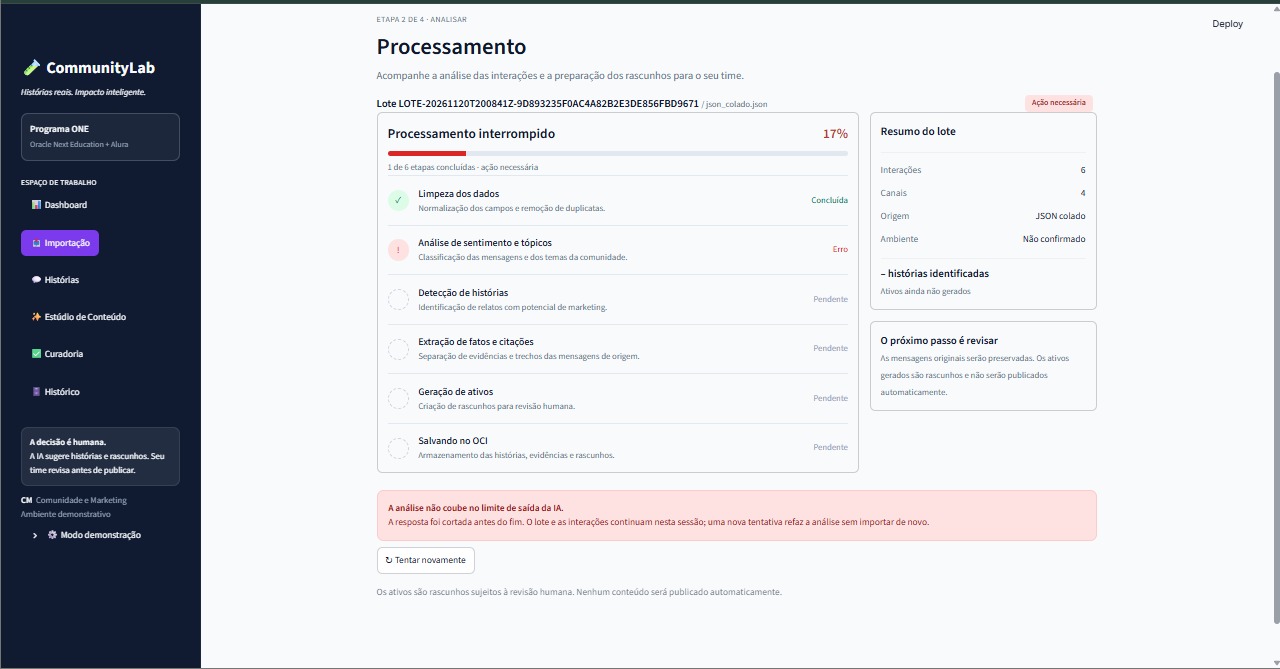 Deploy
CommunityLab
Histórias reais. Impacto inteligente.
Programa ONE
Oracle Next Education + Alura
ESPAÇO DE TRABALHO
Dashboard
Importação
Histórias
Estúdio de Conteúdo
Curadoria
Histórico
A decisão é humana.
A IA sugere histórias e rascunhos. Seu
time revisa antes de publicar.
CM Comunidade e Marketing
Ambiente demonstrativo
Modo demonstração
ETAPA 2 DE 4 · ANALISAR
Processamento
Acompanhe a análise das interações e a preparação dos rascunhos para o seu time.
Lote LOTE-20261120T200841Z-9D893235F0AC4A82B2E3DE856FBD9671 / json_colado.json
Ação necessária
Processamento interrompido 17%
1 de 6 etapas concluídas · ação necessária
Limpeza dos dados
Normalização dos campos e remoção de duplicatas.
Concluída
Análise de sentimento e tópicos
Classificação das mensagens e dos temas da comunidade.
Erro
Detecção de histórias
Identificação de relatos com potencial de marketing.
Pendente
Extração de fatos e citações
Separação de evidências e trechos das mensagens de origem.
Pendente
Geração de ativos
Criação de rascunhos para revisão humana.
Pendente
Salvando no OCI
Armazenamento das histórias, evidências e rascunhos.
Pendente
Resumo do lote
Interações 6
Canais 4
Origem JSON colado
Ambiente Não confirmado
– histórias identificadas
Ativos ainda não gerados
O próximo passo é revisar
As mensagens originais serão preservadas. Os ativos
gerados são rascunhos e não serão publicados
automaticamente.
A análise não coube no limite de saída da IA.
A resposta foi cortada antes do fim. O lote e as interações continuam nesta sessão; uma nova tentativa refaz a análise sem importar de novo.
↻ Tentar novamente
Os ativos são rascunhos sujeitos à revisão humana. Nenhum conteúdo será publicado automaticamente.